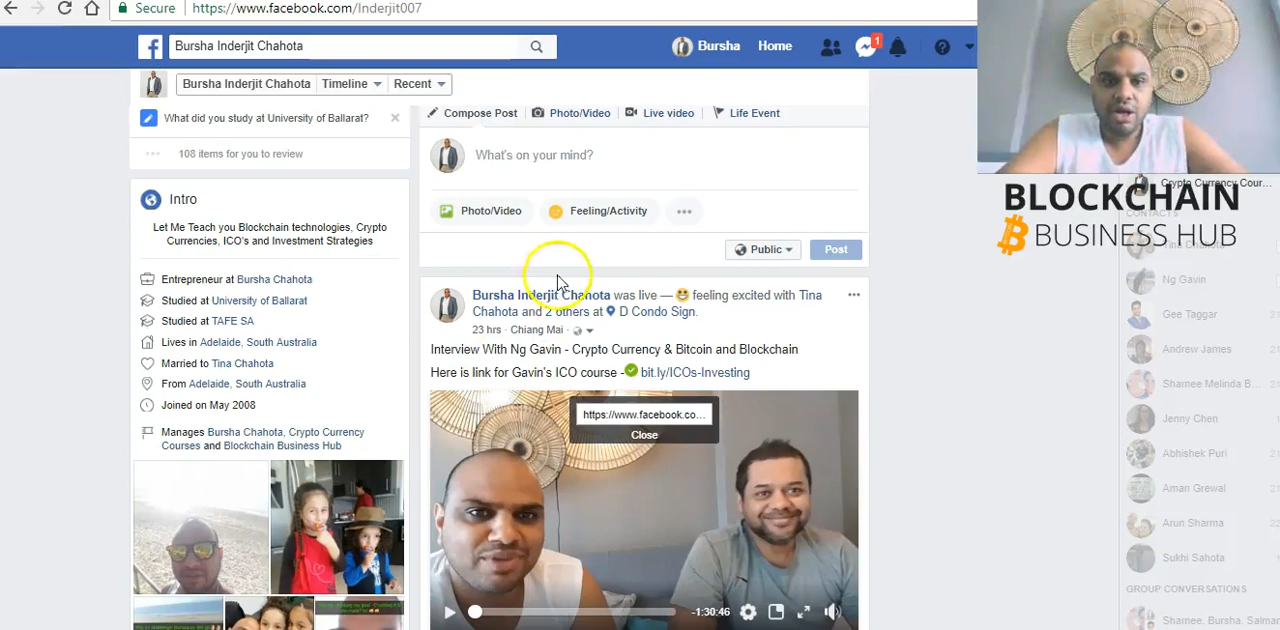 Secure https://www.facebook.com/Inderjit007
Bursha Inderjit Chahota
Bursha Home
1
Bursha Inderjit Chahota Timeline Recent
What did you study at University of Ballarat?
108 items for you to review
Intro
Let Me Teach you Blockchain technologies, Crypto
Currencies, ICO's and Investment Strategies
Entrepreneur at Bursha Chahota
Studied at University of Ballarat
Studied at TAFE SA
Lives in Adelaide, South Australia
Married to Tina Chahota
From Adelaide, South Australia
Joined on May 2008
Manages Bursha Chahota, Crypto Currency
Courses and Blockchain Business Hub
Compose Post Photo/Video Live video Life Event
What's on your mind?
Photo/Video Feeling/Activity
Public Post
Bursha Inderjit Chahota was live — feeling excited with Tina
Chahota and 2 others at D Condo Sign.
23 hrs · Chiang Mai ·
Interview With Ng Gavin - Crypto Currency & Bitcoin and Blockchain
Here is link for Gavin's ICO course - bit.ly/ICOs-Investing
https://www.facebook.co...
Close
-1:30:46
Crypto Currency Cour...
BLOCKCHAIN
BUSINESS HUB
CONTACTS
Ng Gavin
Gee Taggar
Andrew James
Sharnee Melinda B...
Jenny Chen
Abhishek Puri
Aman Grewal
Arun Sharma
Sukhi Sahota
GROUP CONVERSATIONS
Sharnee, Bursha, Salman